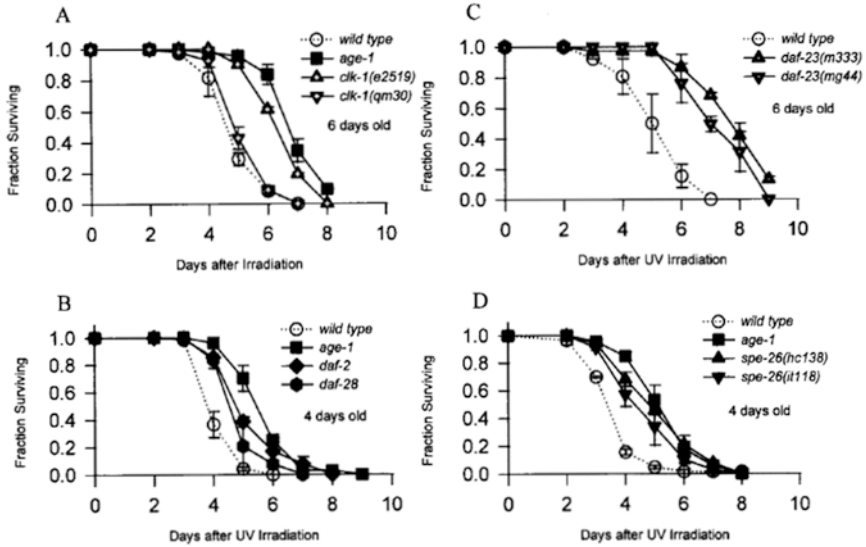 A
wild type
age-1
clk-1(e2519)
clk-1(qm30)
6 days old
Fraction Surviving
1.0
0.8
0.6
0.4
0.2
0.0
0 2 4 6 8 10
Days after Irradiation
C
wild type
daf-23(m333)
daf-23(mg44)
6 days old
Fraction Surviving
1.0
0.8
0.6
0.4
0.2
0.0
0 2 4 6 8 10
Days after UV Irradiation
B
wild type
age-1
daf-2
daf-28
4 days old
Fraction Surviving
1.0
0.8
0.6
0.4
0.2
0.0
0 2 4 6 8 10
Days after UV Irradiation
D
wild type
age-1
spe-26(hc138)
spe-26(it118)
4 days old
Fraction Surviving
1.0
0.8
0.6
0.4
0.2
0.0
0 2 4 6 8 10
Days after UV Irradiation